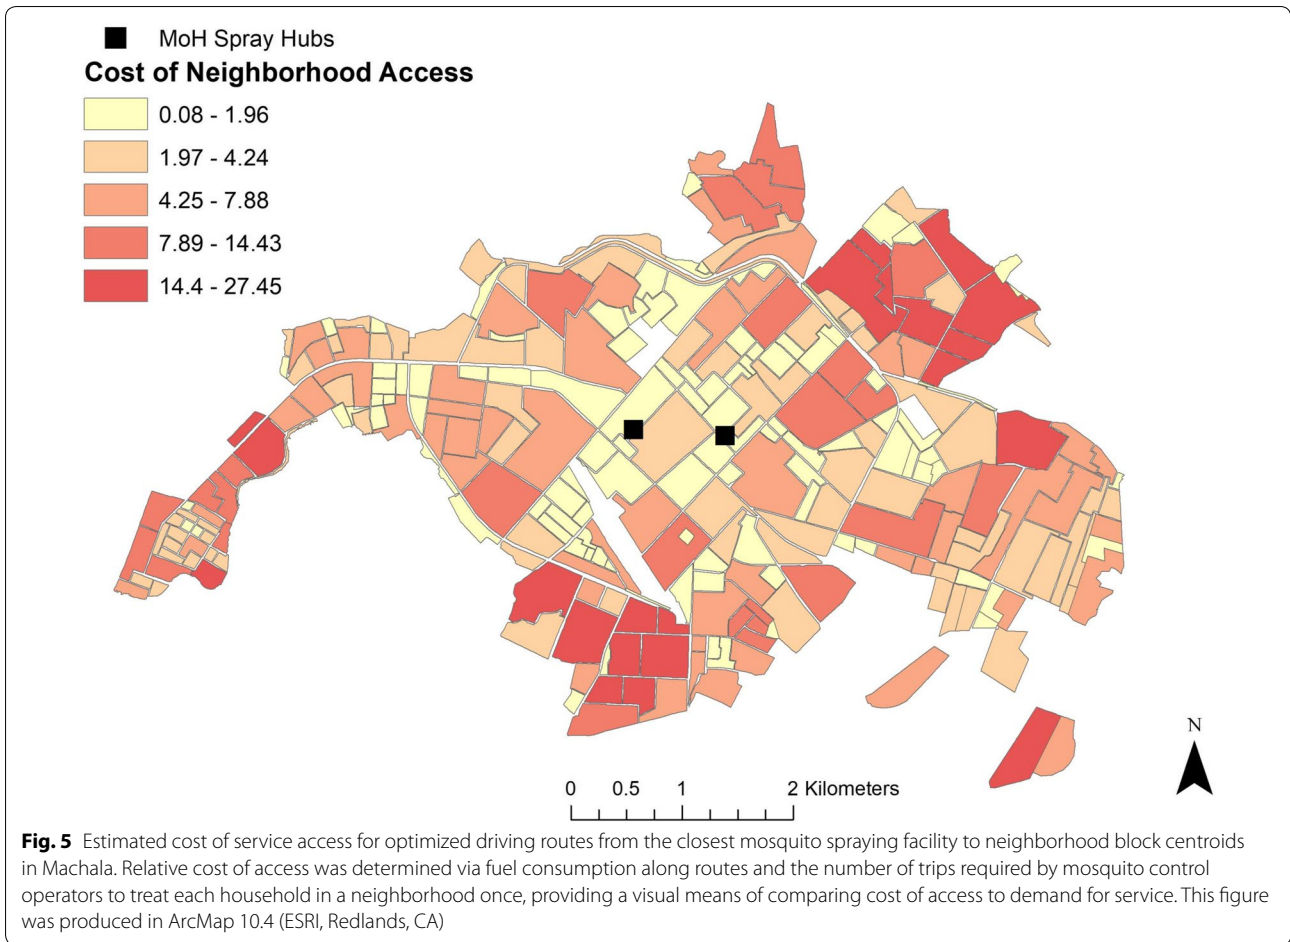 MoH Spray Hubs
Cost of Neighborhood Access
0.08 - 1.96
1.97 - 4.24
4.25 - 7.88
7.89 - 14.43
14.4 - 27.45
N
0 0.5 1 2 Kilometers
Fig. 5 Estimated cost of service access for optimized driving routes from the closest mosquito spraying facility to neighborhood block centroids
in Machala. Relative cost of access was determined via fuel consumption along routes and the number of trips required by mosquito control
operators to treat each household in a neighborhood once, providing a visual means of comparing cost of access to demand for service. This figure
was produced in ArcMap 10.4 (ESRI, Redlands, CA)